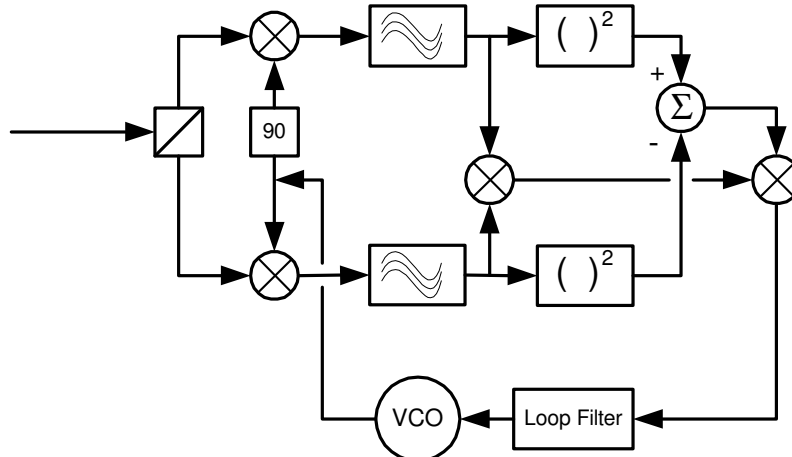 ( )²
+
Σ
90
-
( )²
VCO
Loop Filter